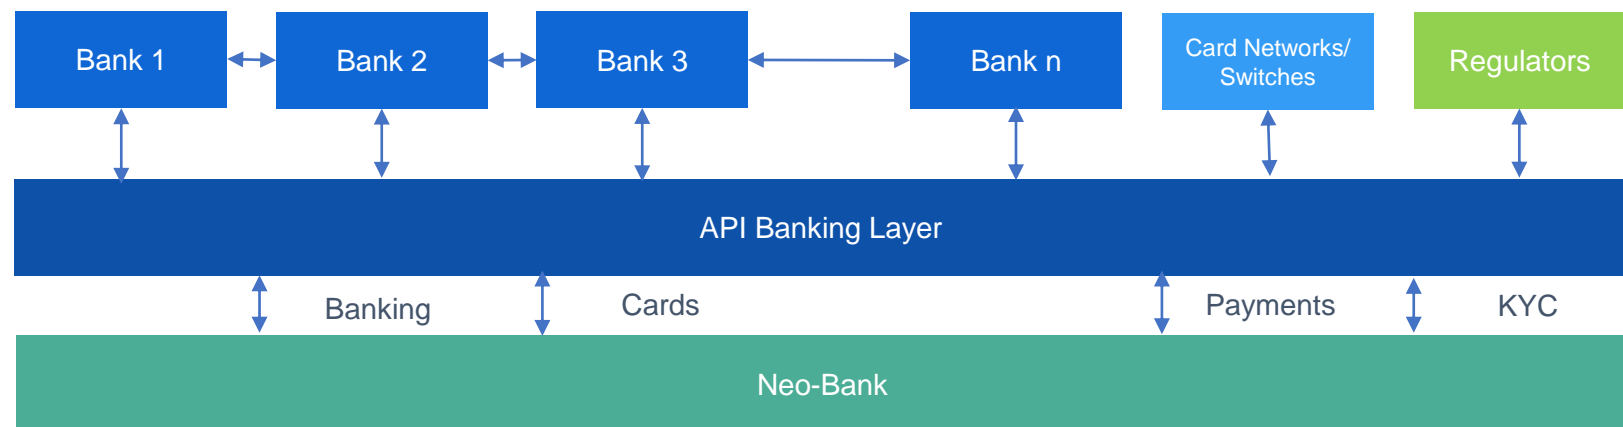 Bank 1
Bank 2
Bank 3
Bank n
Card Networks/
Switches
Regulators
API Banking Layer
Banking
Cards
Payments
KYC
Neo-Bank